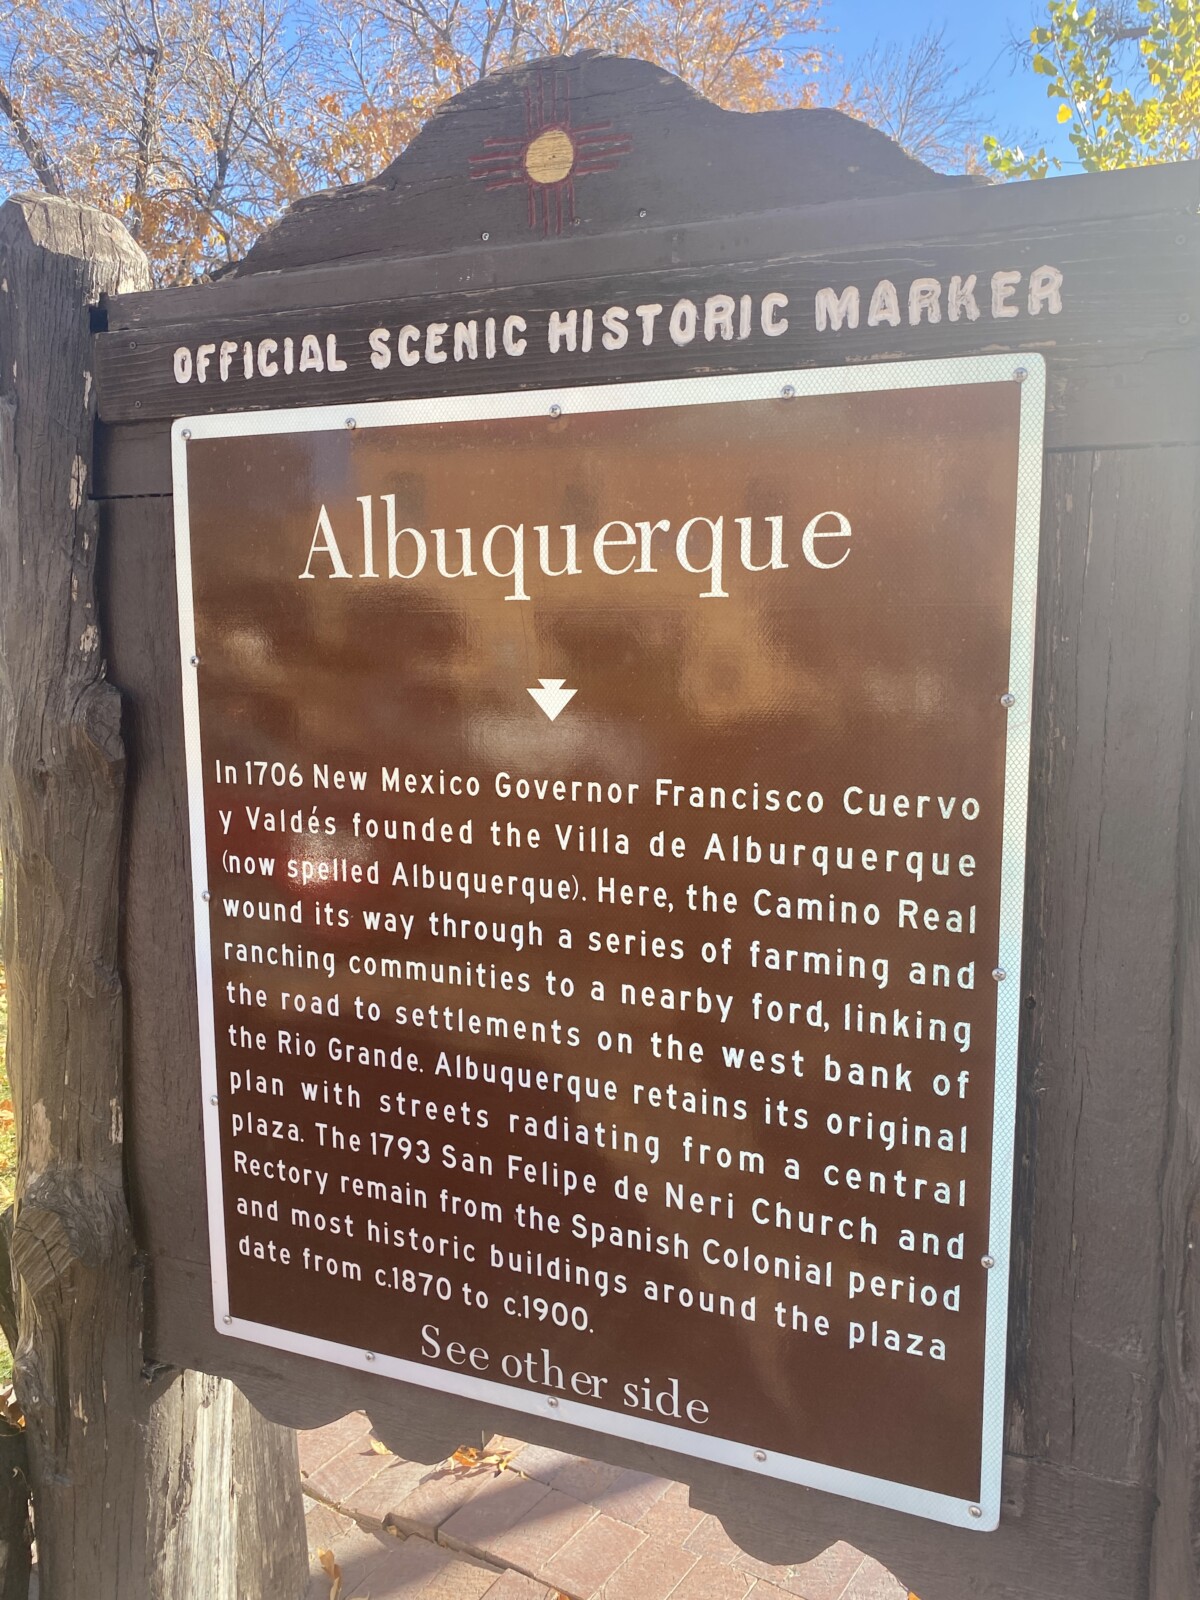 OFFICIAL SCENIC HISTORIC MARKER
Albuquerque
In 1706 New Mexico Governor Francisco Cuervo
y Valdés founded the Villa de Alburquerque
(now spelled Albuquerque). Here, the Camino Real
wound its way through a series of farming and
ranching communities to a nearby ford, linking
the road to settlements on the west bank of
the Rio Grande. Albuquerque retains its original
plan with streets radiating from a central
plaza. The 1793 San Felipe de Neri Church and
Rectory remain from the Spanish Colonial period
and most historic buildings around the plaza
date from c.1870 to c.1900.
See other side